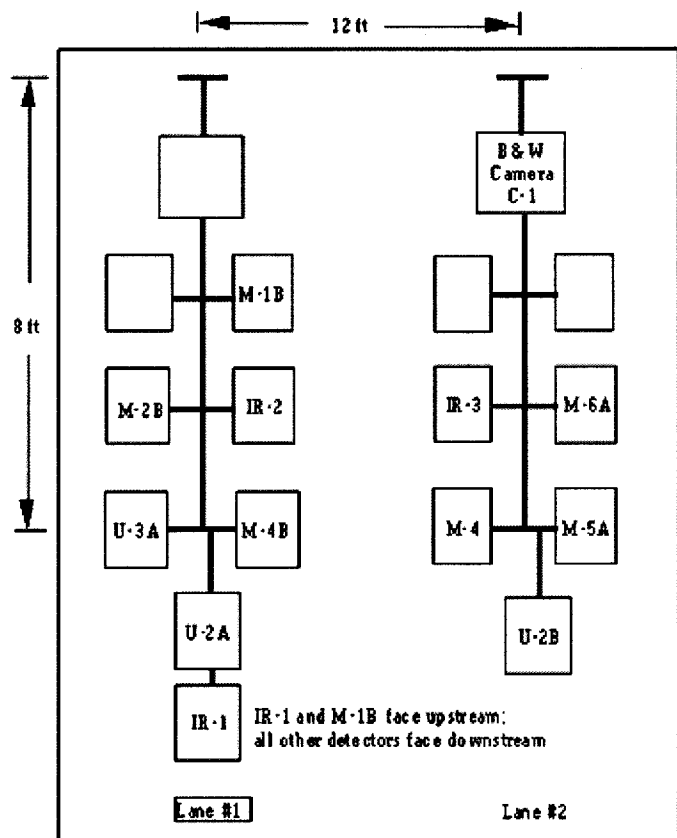 12 ft
8 ft
B & W
Camera
C-1
M-1B
M-2B
IR-2
IR-3
M-6A
U-3A
M-4B
M-4
M-5A
U-2A
U-2B
IR-1
IR-1 and M-1B face upstream;
all other detectors face downstream
Lane #1
Lane #2